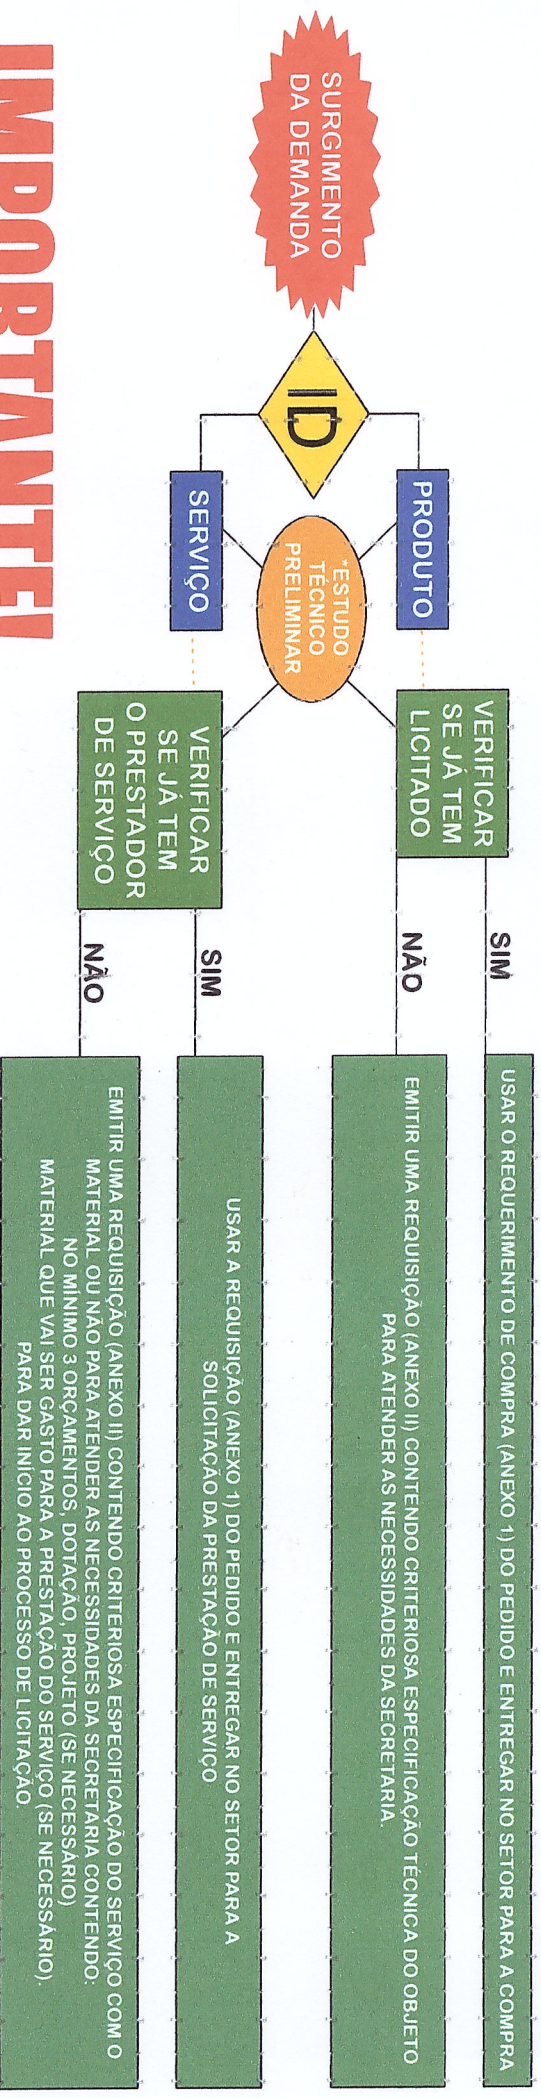 SURGIMENTO
DA DEMANDA
ID
PRODUTO
SERVIÇO
*ESTUDO
TÉCNICO
PRELIMINAR
VERIFICAR
SE JÁ TEM
LICITADO
SIM
USAR O REQUERIMENTO DE COMPRA (ANEXO 1) DO PEDIDO E ENTREGAR NO SETOR PARA A COMPRA
NÃO
EMITIR UMA REQUISIÇÃO (ANEXO II) CONTENDO CRITERIOSA ESPECIFICAÇÃO TÉCNICA DO OBJETO
PARA ATENDER AS NECESSIDADES DA SECRETARIA.
VERIFICAR
SE JÁ TEM
O PRESTADOR
DE SERVIÇO
SIM
USAR A REQUISIÇÃO (ANEXO 1) DO PEDIDO E ENTREGAR NO SETOR PARA A
SOLICITAÇÃO DA PRESTAÇÃO DE SERVIÇO
NÃO
EMITIR UMA REQUISIÇÃO (ANEXO II) CONTENDO CRITERIOSA ESPECIFICAÇÃO DO SERVIÇO COM O
MATERIAL OU NÃO PARA ATENDER AS NECESSIDADES DA SECRETARIA CONTENDO:
NO MÍNIMO 3 ORÇAMENTOS, DOTAÇÃO, PROJETO (SE NECESSÁRIO)
MATERIAL QUE VAI SER GASTO PARA A PRESTAÇÃO DO SERVIÇO (SE NECESSÁRIO).
PARA DAR INÍCIO AO PROCESSO DE LICITAÇÃO.
IMPORTANTE!